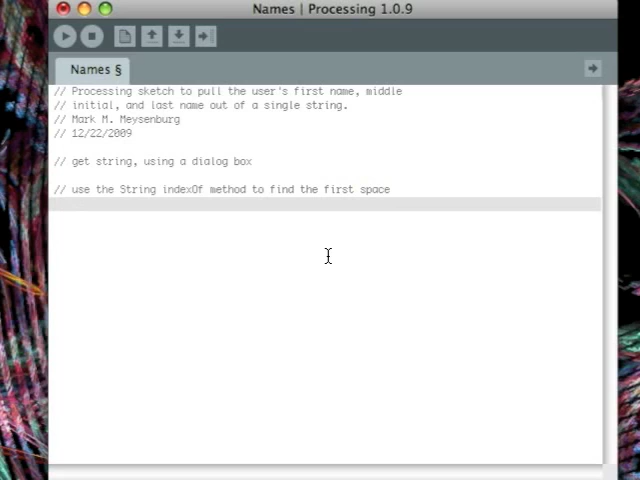 Names | Processing 1.0.9
Names §
// Processing sketch to pull the user's first name, middle
// initial, and last name out of a single string.
// Mark M. Meysenburg
// 12/22/2009
// get string, using a dialog box
// use the String indexOf method to find the first space